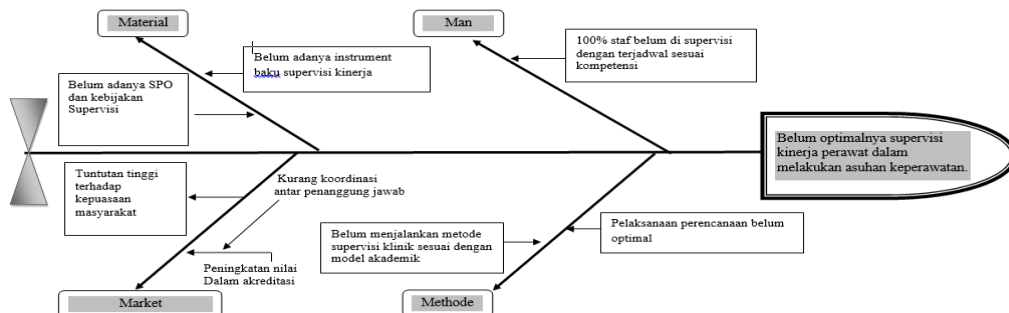 Material
Man
Belum adanya instrument
baku supervisi kinerja
100% staf belum di supervisi
dengan terjadwal sesuai
kompetensi
Belum adanya SPO
dan kebijakan
Supervisi
Belum optimalnya supervisi
kinerja perawat dalam
melakukan asuhan keperawatan.
Tuntutan tinggi
terhadap
kepuasaan
masyarakat
Kurang koordinasi
antar penanggung jawab
Belum menjalankan metode
supervisi klinik sesuai dengan
model akademik
Pelaksanaan perencanaan belum
optimal
Peningkatan nilai
Dalam akreditasi
Market
Methode